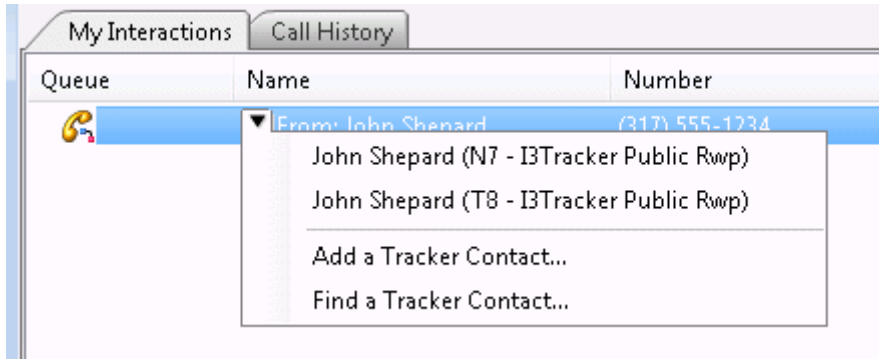 My Interactions Call History
Queue Name Number
From: John Shepard (317) 555-1234
John Shepard (N7 - I3Tracker Public Rwp)
John Shepard (T8 - I3Tracker Public Rwp)
Add a Tracker Contact...
Find a Tracker Contact...